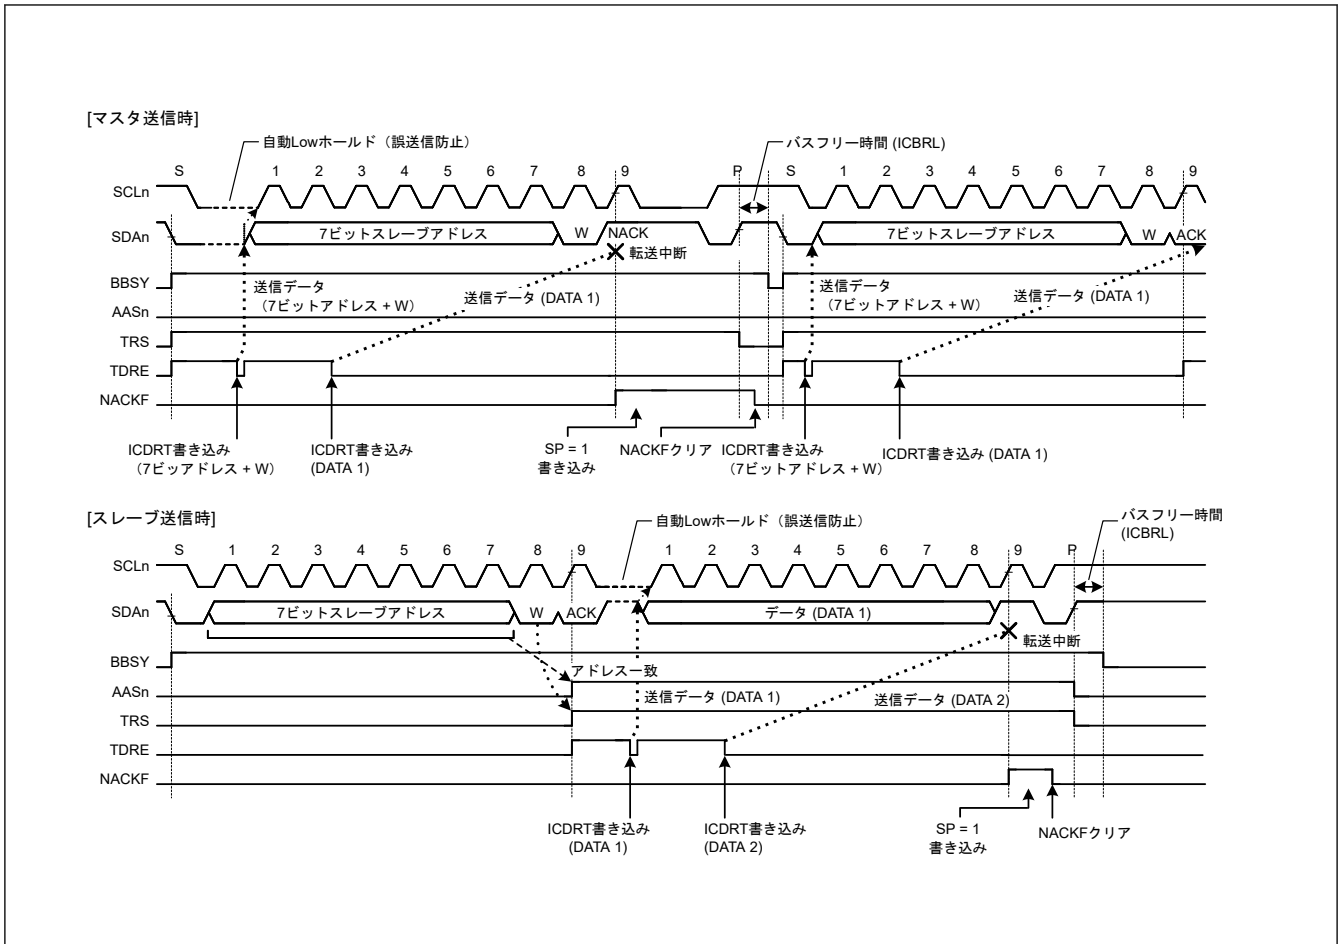 [マスタ送信時]
自動Lowホールド（誤送信防止）
バスフリー時間 (ICBRL)
S 1 2 3 4 5 6 7 8 9 P S 1 2 3 4 5 6 7 8 9
SCLn
SDAn 7ビットスレーブアドレス W NACK 7ビットスレーブアドレス W ACK
転送中断
BBSY
送信データ
（7ビットアドレス + W）
送信データ (DATA 1)
送信データ
（7ビットアドレス + W）
送信データ (DATA 1)
AASn
TRS
TDRE
NACKF
ICDRT書き込み
（7ビッアドレス + W）
ICDRT書き込み
(DATA 1)
SP = 1
書き込み
NACKFクリア
ICDRT書き込み
（7ビットアドレス + W）
ICDRT書き込み (DATA 1)
[スレーブ送信時]
自動Lowホールド（誤送信防止）
バスフリー時間
(ICBRL)
S 1 2 3 4 5 6 7 8 9 1 2 3 4 5 6 7 8 9 P
SCLn
SDAn 7ビットスレーブアドレス W ACK データ (DATA 1)
転送中断
BBSY
アドレス一致
AASn
送信データ (DATA 1) 送信データ (DATA 2)
TRS
TDRE
NACKF
ICDRT書き込み
(DATA 1)
ICDRT書き込み
(DATA 2)
SP = 1
書き込み
NACKFクリア